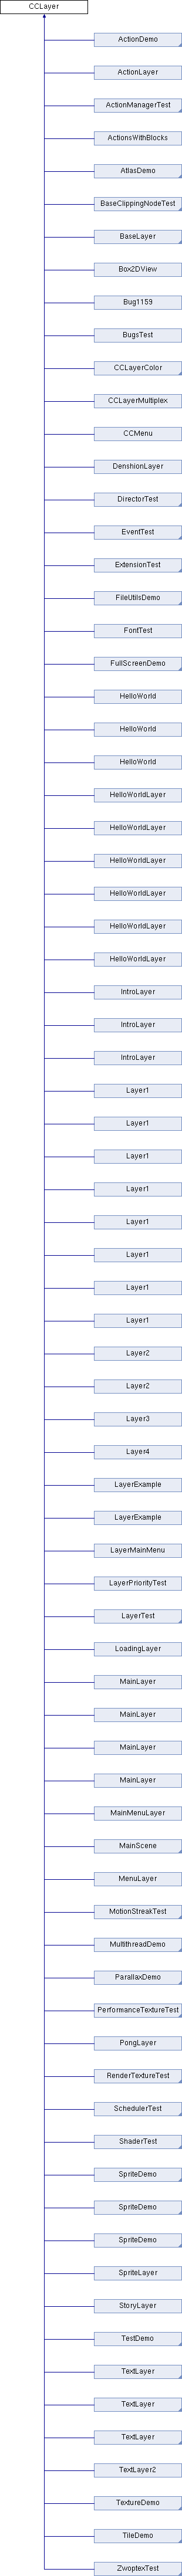 CCLayer
ActionDemo
ActionLayer
ActionManagerTest
ActionsWithBlocks
AtlasDemo
BaseClippingNodeTest
BaseLayer
Box2DView
Bug1159
BugsTest
CCLayerColor
CCLayerMultiplex
CCMenu
DenshionLayer
DirectorTest
EventTest
ExtensionTest
FileUtilsDemo
FontTest
FullScreenDemo
HelloWorld
HelloWorld
HelloWorld
HelloWorldLayer
HelloWorldLayer
HelloWorldLayer
HelloWorldLayer
HelloWorldLayer
HelloWorldLayer
IntroLayer
IntroLayer
IntroLayer
Layer1
Layer1
Layer1
Layer1
Layer1
Layer1
Layer1
Layer1
Layer2
Layer2
Layer3
Layer4
LayerExample
LayerExample
LayerMainMenu
LayerPriorityTest
LayerTest
LoadingLayer
MainLayer
MainLayer
MainLayer
MainLayer
MainMenuLayer
MainScene
MenuLayer
MotionStreakTest
MultithreadDemo
ParallaxDemo
PerformanceTextureTest
PongLayer
RenderTextureTest
SchedulerTest
ShaderTest
SpriteDemo
SpriteDemo
SpriteDemo
SpriteLayer
StoryLayer
TestDemo
TextLayer
TextLayer
TextLayer
TextLayer2
TextureDemo
TileDemo
ZwoptexTest